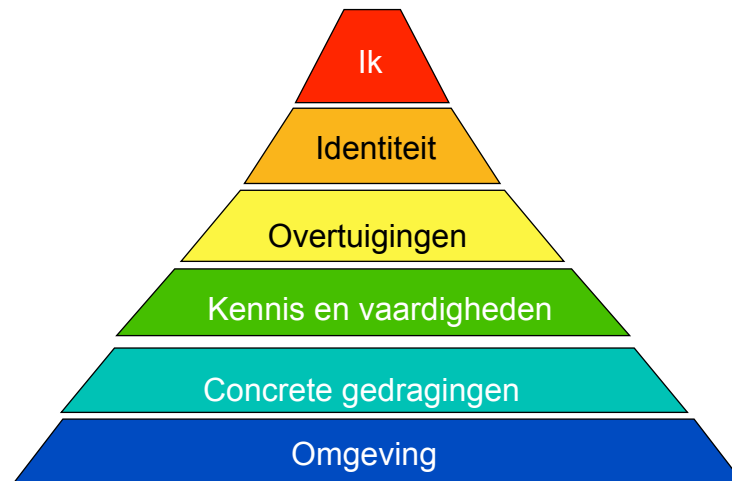 Ik
Identiteit
Overtuigingen
Kennis en vaardigheden
Concrete gedragingen
Omgeving